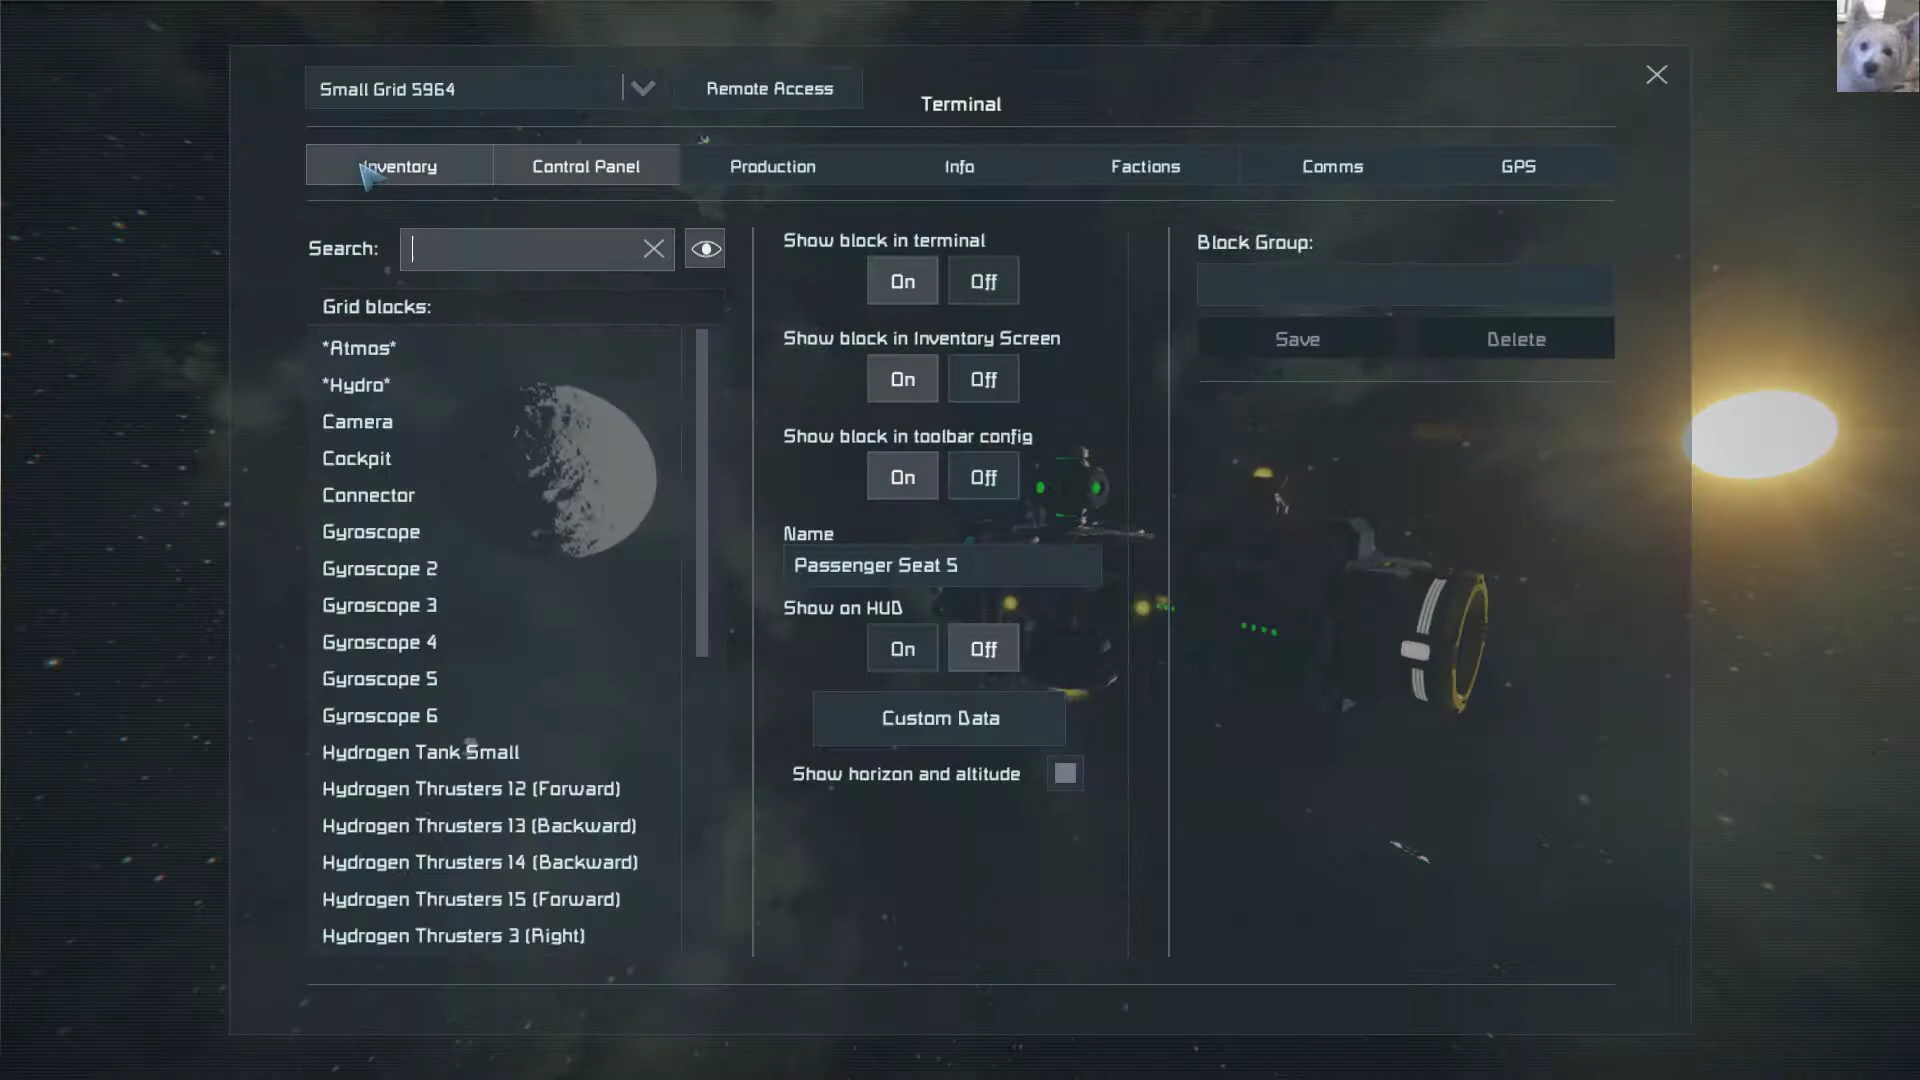 Small Grid 5964
Remote Access
Terminal
Inventory
Control Panel
Production
Info
Factions
Comms
GPS
Search:
Grid blocks:
*Atmos*
*Hydro*
Camera
Cockpit
Connector
Gyroscope
Gyroscope 2
Gyroscope 3
Gyroscope 4
Gyroscope 5
Gyroscope 6
Hydrogen Tank Small
Hydrogen Thrusters 12 (Forward)
Hydrogen Thrusters 13 (Backward)
Hydrogen Thrusters 14 (Backward)
Hydrogen Thrusters 15 (Forward)
Hydrogen Thrusters 3 (Right)
Show block in terminal
On Off
Show block in Inventory Screen
On Off
Show block in toolbar config
On Off
Name
Passenger Seat 5
Show on HUD
On Off
Custom Data
Show horizon and altitude
Block Group:
Save Delete